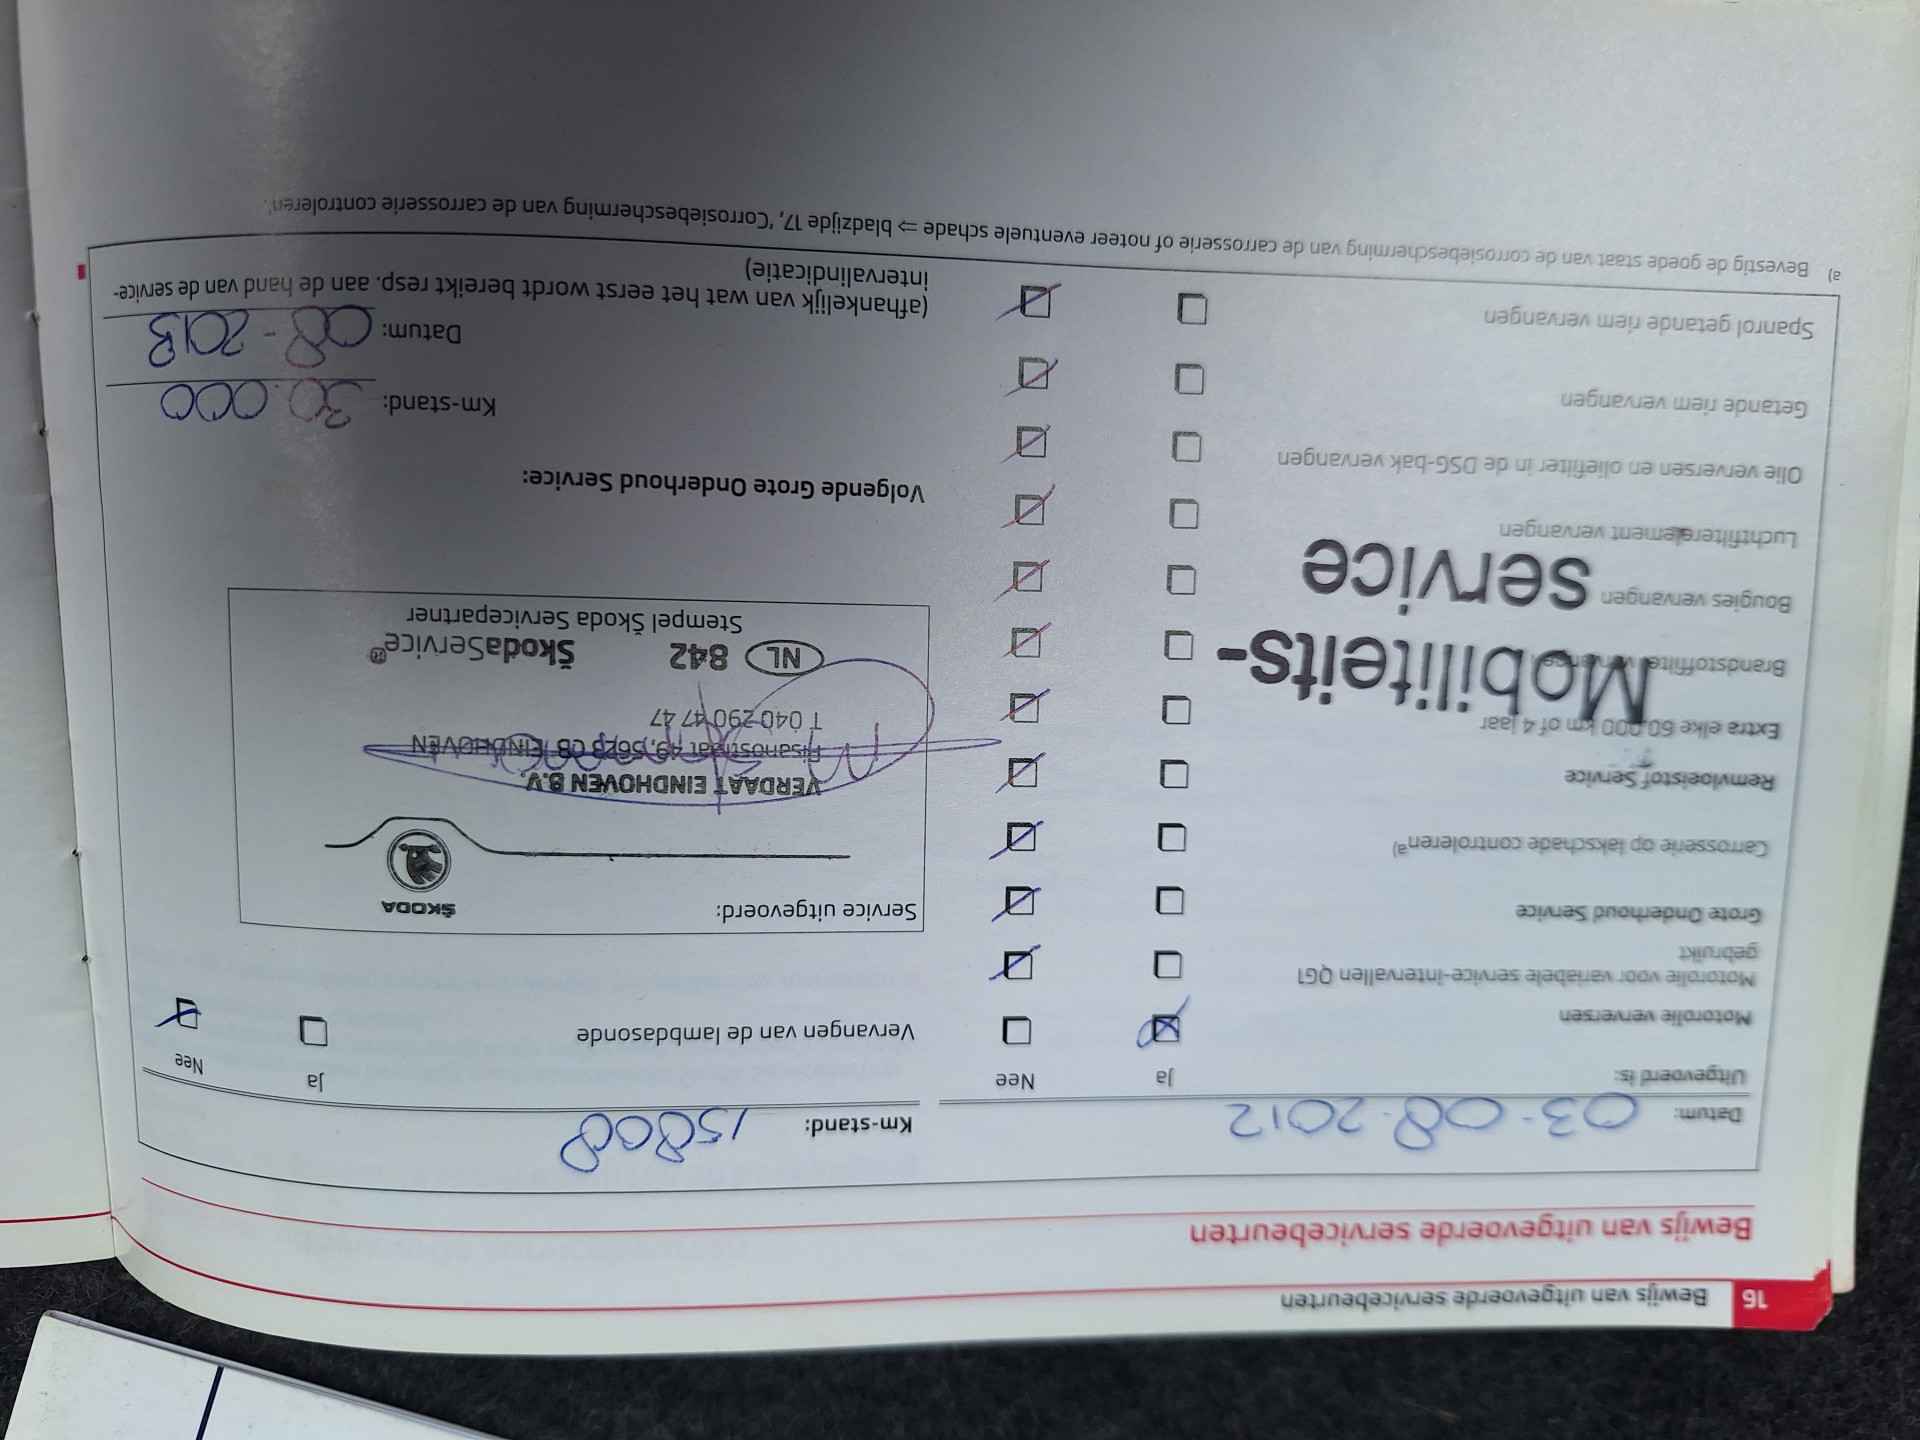 16 Bewijs van uitgevoerde servicebeurten
Bewijs van uitgevoerde servicebeurten
Datum: 03-08-2012
Uitgevoerd is: Ja Nee
Motorolie verversen
Motorolie voor variabele service-intervallen QG1
gebruikt
Grote Onderhoud Service
Carrosserie op lakschade controleren a)
Remvloeistof Service
Extra elke 60.000 km of 4 jaar
Brandstoffilter
Bougies vervangen
Luchtfilterelement vervangen
Olie verversen en oliefilter in de DSG-bak vervangen
Getande riem vervangen
Spanrol getande riem vervangen
Mobiliteits-
service
Km-stand: 15000
Ja Nee
Vervangen van de lambdasonde
Service uitgevoerd:
ŠKODA
VERDAAT EINDHOVEN B.V.
49, EINDHOVEN
T 040 290 47 47
NL 842 ŠkodaService
Stempel Škoda Servicepartner
Volgende Grote Onderhoud Service:
Km-stand: 30.000
Datum: 08-2013
(afhankelijk van wat het eerst wordt bereikt resp. aan de hand van de service-
intervalindicatie)
a) Bevestig de goede staat van de corrosiebescherming van de carrosserie of noteer eventuele schade ⇒ bladzijde 17, "Corrosiebescherming van de carrosserie controleren".